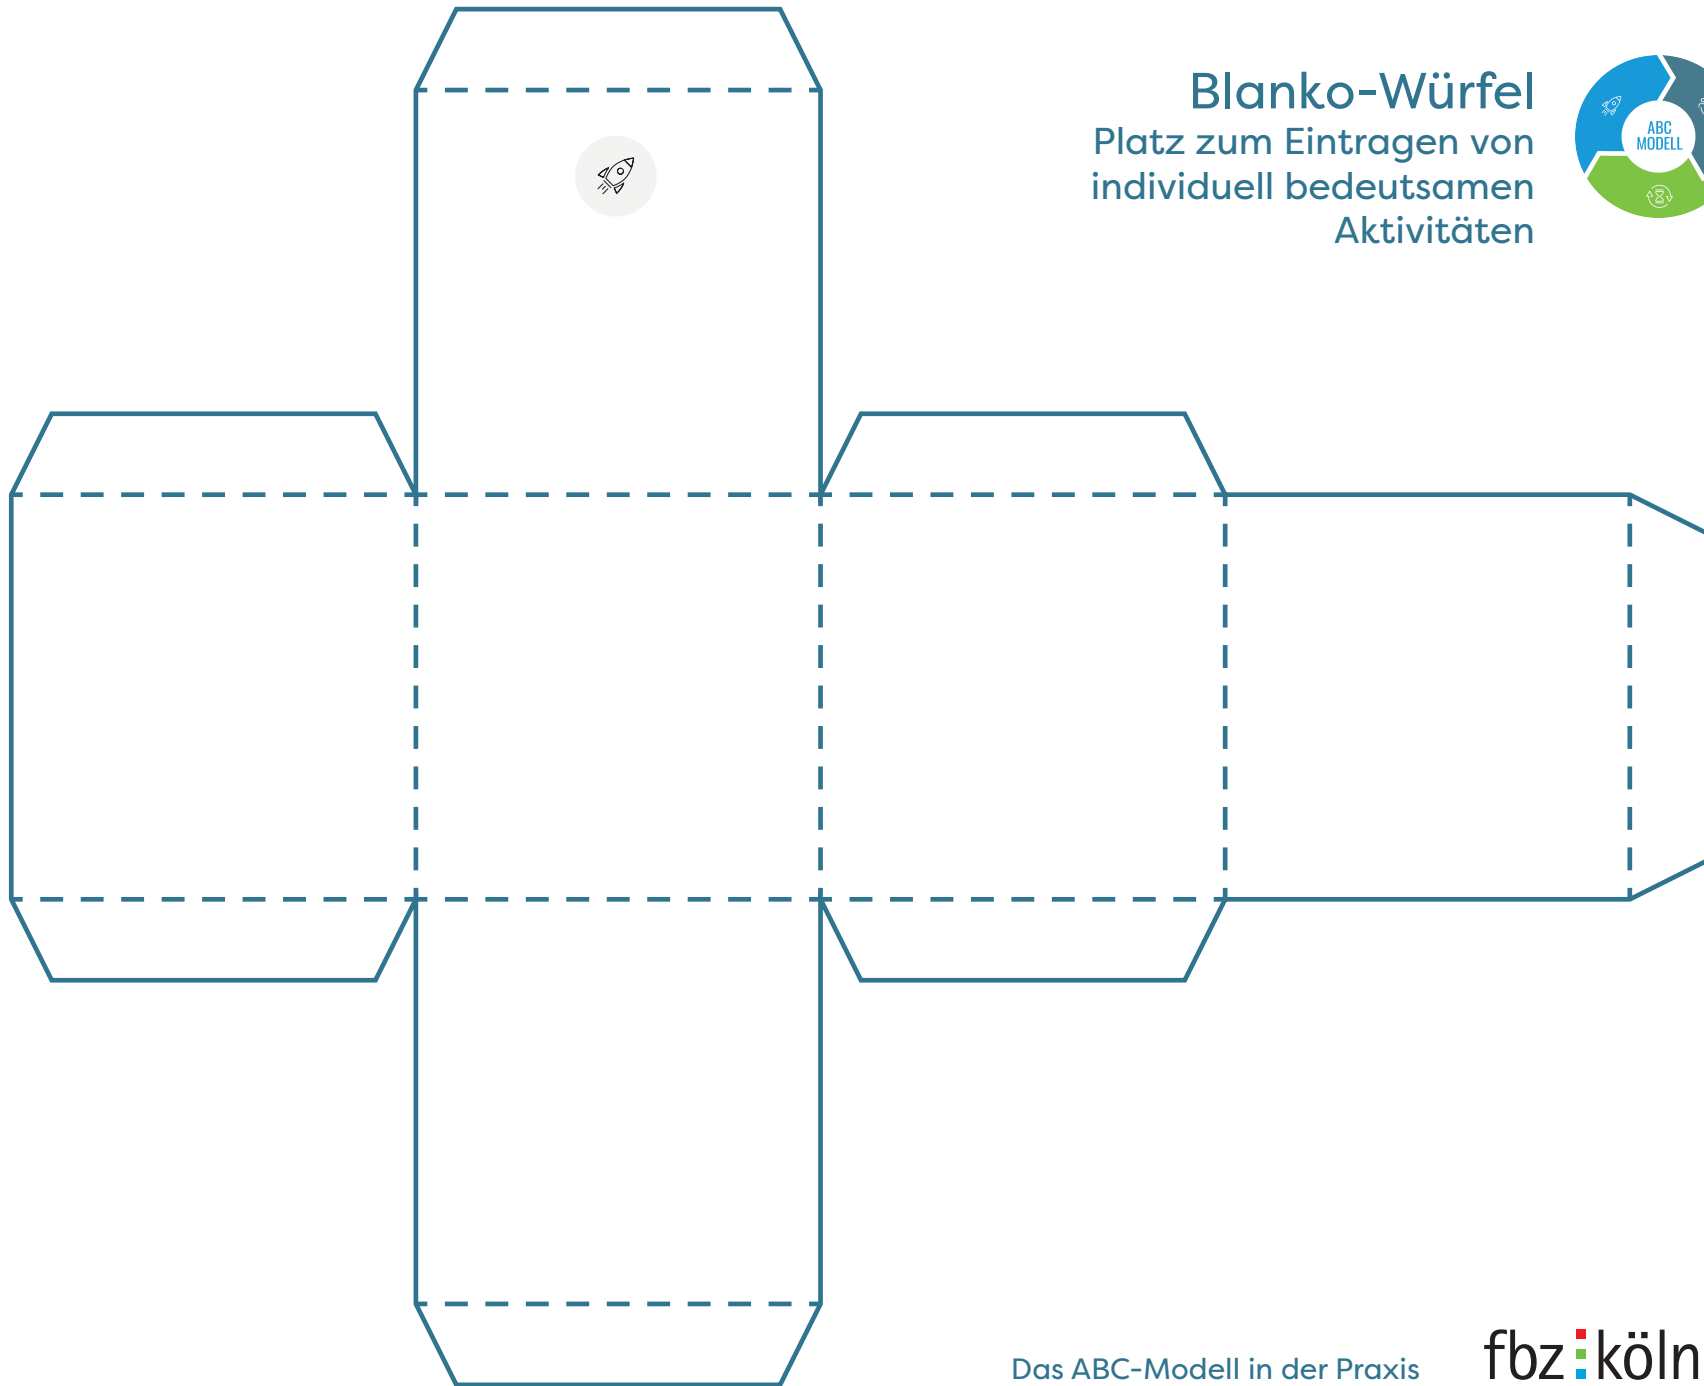 Blanko-Würfel
Platz zum Eintragen von
individuell bedeutsamen
Aktivitäten
ABC
MODELL
Das ABC-Modell in der Praxis
fbz köln